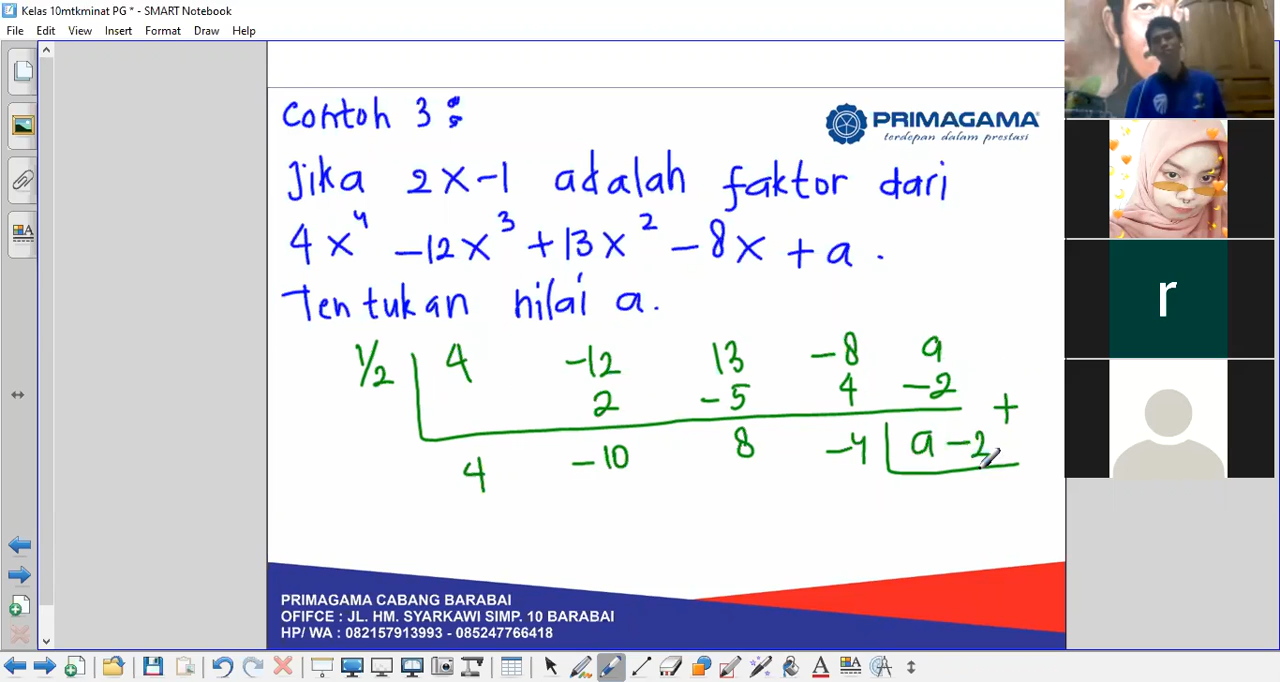 Kelas 10mtkminat PG * - SMART Notebook
File Edit View Insert Format Draw Help
Contoh 3 :
PRIMAGAMA
terdepan dalam prestasi
Jika 2x-1 adalah faktor dari
4x⁴ -12x³ +13x² -8x + a .
Tentukan nilai a.
1/2 4 -12 13 -8 a
2 -5 4 -2 +
4 -10 8 -4 a-2
r
PRIMAGAMA CABANG BARABAI
OFIFCE : JL. HM. SYARKAWI SIMP. 10 BARABAI
HP/ WA : 082157913993 - 085247766418